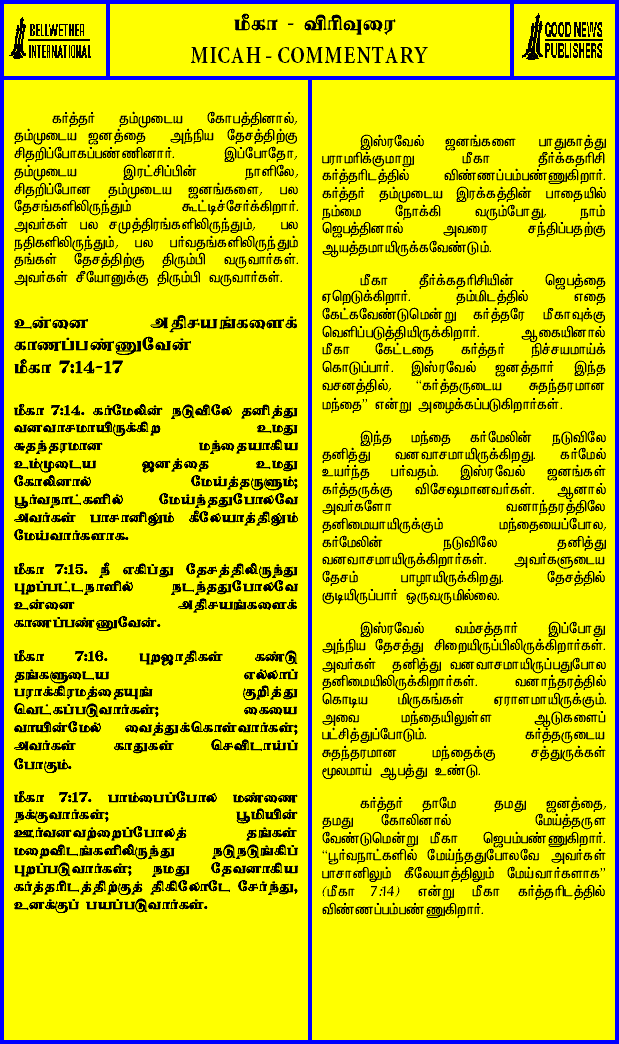 BELLWETHER
INTERNATIONAL
மீகா - விரிவுரை
MICAH - COMMENTARY
GOOD NEWS
PUBLISHERS
கர்த்தர் தம்முடைய கோபத்தினால்,
தம்முடைய ஜனத்தை அந்நிய தேசத்திற்கு
சிதறிப்போகப்பண்ணினார். இப்போதோ,
தம்முடைய இரட்சிப்பின் நாளிலே,
சிதறிப்போன தம்முடைய ஜனங்களை, பல
தேசங்களிலிருந்தும் கூட்டிச்சேர்க்கிறார்.
அவர்கள் பல சமுத்திரங்களிலிருந்தும், பல
நதிகளிலிருந்தும், பல பர்வதங்களிலிருந்தும்
தங்கள் தேசத்திற்கு திரும்பி வருவார்கள்.
அவர்கள் சீயோனுக்கு திரும்பி வருவார்கள்.
உன்னை அதிசயங்களைக்
காணப்பண்ணுவேன்
மீகா 7:14-17
மீகா 7:14. கர்மேலின் நடுவிலே தனித்து
வனவாசமாயிருக்கிற உமது
சுதந்தரமான மந்தையாகிய
உம்முடைய ஜனத்தை உமது
கோலினால் மேய்த்தருளும்;
பூர்வநாட்களில் மேய்ந்ததுபோலவே
அவர்கள் பாசானிலும் கீலேயாத்திலும்
மேய்வார்களாக.
மீகா 7:15. நீ எகிப்து தேசத்திலிருந்து
புறப்பட்டநாளில் நடந்ததுபோலவே
உன்னை அதிசயங்களைக்
காணப்பண்ணுவேன்.
மீகா 7:16. புறஜாதிகள் கண்டு
தங்களுடைய எல்லாப்
பராக்கிரமத்தையுங் குறித்து
வெட்கப்படுவார்கள்; கையை
வாயின்மேல் வைத்துக்கொள்வார்கள்;
அவர்கள் காதுகள் செவிடாய்ப்
போகும்.
மீகா 7:17. பாம்பைப்போல மண்ணை
நக்குவார்கள்; பூமியின்
ஊர்வனவற்றைப்போலத் தங்கள்
மறைவிடங்களிலிருந்து நடுநடுங்கிப்
புறப்படுவார்கள்; நமது தேவனாகிய
கர்த்தரிடத்திற்குத் திகிலோடே சேர்ந்து,
உனக்குப் பயப்படுவார்கள்.
இஸ்ரவேல் ஜனங்களை பாதுகாத்து
பராமரிக்குமாறு மீகா தீர்க்கதரிசி
கர்த்தரிடத்தில் விண்ணப்பம்பண்ணுகிறார்.
கர்த்தர் தம்முடைய இரக்கத்தின் பாதையில்
நம்மை நோக்கி வரும்போது, நாம்
ஜெபத்தினால் அவரை சந்திப்பதற்கு
ஆயத்தமாயிருக்கவேண்டும்.
மீகா தீர்க்கதரிசியின் ஜெபத்தை
ஏறெடுக்கிறார். தம்மிடத்தில் எதை
கேட்கவேண்டுமென்று கர்த்தரே மீகாவுக்கு
வெளிப்படுத்தியிருக்கிறார். ஆகையினால்
மீகா கேட்டதை கர்த்தர் நிச்சயமாய்க்
கொடுப்பார். இஸ்ரவேல் ஜனத்தார் இந்த
வசனத்தில், “கர்த்தருடைய சுதந்தரமான
மந்தை” என்று அழைக்கப்படுகிறார்கள்.
இந்த மந்தை கர்மேலின் நடுவிலே
தனித்து வனவாசமாயிருக்கிறது. கர்மேல்
உயர்ந்த பர்வதம். இஸ்ரவேல் ஜனங்கள்
கர்த்தருக்கு விசேஷமானவர்கள். ஆனால்
அவர்களோ வனாந்தரத்திலே
தனிமையாயிருக்கும் மந்தையைப்போல,
கர்மேலின் நடுவிலே தனித்து
வனவாசமாயிருக்கிறார்கள். அவர்களுடைய
தேசம் பாழாயிருக்கிறது. தேசத்தில்
குடியிருப்பார் ஒருவருமில்லை.
இஸ்ரவேல் வம்சத்தார் இப்போது
அந்நிய தேசத்து சிறையிருப்பிலிருக்கிறார்கள்.
அவர்கள் தனித்து வனவாசமாயிருப்பதுபோல
தனிமையிலிருக்கிறார்கள். வனாந்தரத்தில்
கொடிய மிருகங்கள் ஏராளமாயிருக்கும்.
அவை மந்தையிலுள்ள ஆடுகளைப்
பட்சித்துப்போடும். கர்த்தருடைய
சுதந்தரமான மந்தைக்கு சத்துருக்கள்
மூலமாய் ஆபத்து உண்டு.
கர்த்தர் தாமே தமது ஜனத்தை,
தமது கோலினால் மேய்த்தருள
வேண்டுமென்று மீகா ஜெபம்பண்ணுகிறார்.
“பூர்வநாட்களில் மேய்ந்ததுபோலவே அவர்கள்
பாசானிலும் கீலேயாத்திலும் மேய்வார்களாக”
(மீகா 7:14) என்று மீகா கர்த்தரிடத்தில்
விண்ணப்பம்பண்ணுகிறார்.